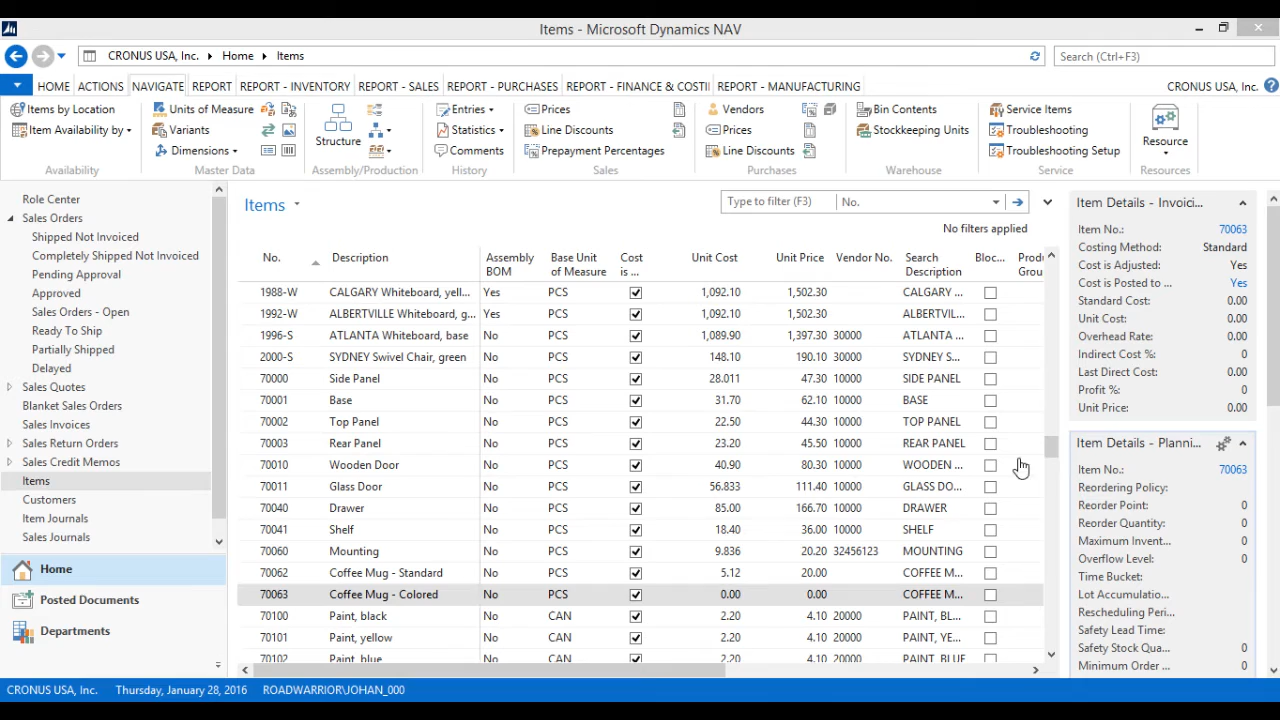 Items - Microsoft Dynamics NAV
CRONUS USA, Inc. Home Items
Search (Ctrl+F3)
HOME ACTIONS NAVIGATE REPORT REPORT - INVENTORY REPORT - SALES REPORT - PURCHASES REPORT - FINANCE & COSTI REPORT - MANUFACTURING CRONUS USA, Inc.
Items by Location
Item Availability by
Availability
Units of Measure
Variants
Dimensions
Master Data
Structure
Assembly/Production
Entries
Statistics
Comments
History
Prices
Line Discounts
Prepayment Percentages
Sales
Vendors
Prices
Line Discounts
Purchases
Bin Contents
Stockkeeping Units
Warehouse
Service Items
Troubleshooting
Troubleshooting Setup
Service
Resource
Resources
Role Center
Sales Orders
Shipped Not Invoiced
Completely Shipped Not Invoiced
Pending Approval
Approved
Sales Orders - Open
Ready To Ship
Partially Shipped
Delayed
Sales Quotes
Blanket Sales Orders
Sales Invoices
Sales Return Orders
Sales Credit Memos
Items
Customers
Item Journals
Sales Journals
Home
Posted Documents
Departments
Items
Type to filter (F3) No.
No filters applied
No. Description Assembly BOM Base Unit of Measure Cost is ... Unit Cost Unit Price Vendor No. Search Description Bloc... Produ Grou
1988-W CALGARY Whiteboard, yell... Yes PCS 1,092.10 1,502.30 CALGARY ...
1992-W ALBERTVILLE Whiteboard, g... Yes PCS 1,092.10 1,502.30 ALBERTVIL...
1996-S ATLANTA Whiteboard, base No PCS 1,089.90 1,397.30 30000 ATLANTA ...
2000-S SYDNEY Swivel Chair, green No PCS 148.10 190.10 30000 SYDNEY S...
70000 Side Panel No PCS 28.011 47.30 10000 SIDE PANEL
70001 Base No PCS 31.70 62.10 10000 BASE
70002 Top Panel No PCS 22.50 44.30 10000 TOP PANEL
70003 Rear Panel No PCS 23.20 45.50 10000 REAR PANEL
70010 Wooden Door No PCS 40.90 80.30 10000 WOODEN ...
70011 Glass Door No PCS 56.833 111.40 10000 GLASS DO...
70040 Drawer No PCS 85.00 166.70 10000 DRAWER
70041 Shelf No PCS 18.40 36.00 10000 SHELF
70060 Mounting No PCS 9.836 20.20 32456123 MOUNTING
70062 Coffee Mug - Standard No PCS 5.12 20.00 COFFEE M...
70063 Coffee Mug - Colored No PCS 0.00 0.00 COFFEE M...
70100 Paint, black No CAN 2.20 4.10 20000 PAINT, BL...
70101 Paint, yellow No CAN 2.20 4.10 20000 PAINT, YE...
70102 Paint, blue No CAN 2.20 4.10 20000 PAINT, BLUE
Item Details - Invoici...
Item No.: 70063
Costing Method: Standard
Cost is Adjusted: Yes
Cost is Posted to ... Yes
Standard Cost: 0.00
Unit Cost: 0.00
Overhead Rate: 0.00
Indirect Cost %: 0
Last Direct Cost: 0.00
Profit %: 0
Unit Price: 0.00
Item Details - Planni...
Item No.: 70063
Reordering Policy:
Reorder Point: 0
Reorder Quantity: 0
Maximum Invent... 0
Overflow Level: 0
Time Bucket:
Lot Accumulatio...
Rescheduling Peri...
Safety Lead Time:
Safety Stock Qua... 0
Minimum Order ... 0
CRONUS USA, Inc. Thursday, January 28, 2016 ROADWARRIOR\JOHAN_000